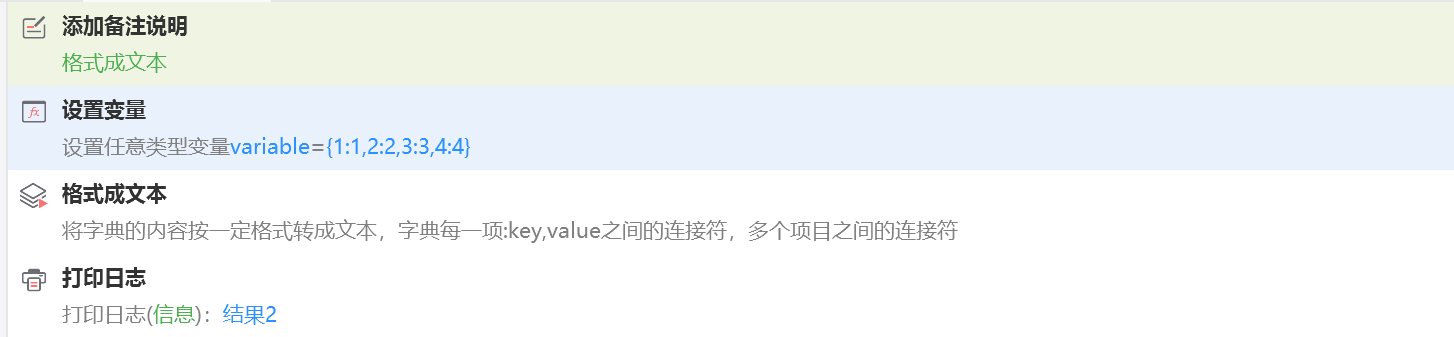 添加备注说明
格式成文本
设置变量
设置任意类型变量variable={1:1,2:2,3:3,4:4}
格式成文本
将字典的内容按一定格式转成文本，字典每一项:key,value之间的连接符，多个项目之间的连接符
打印日志
打印日志(信息)：结果2